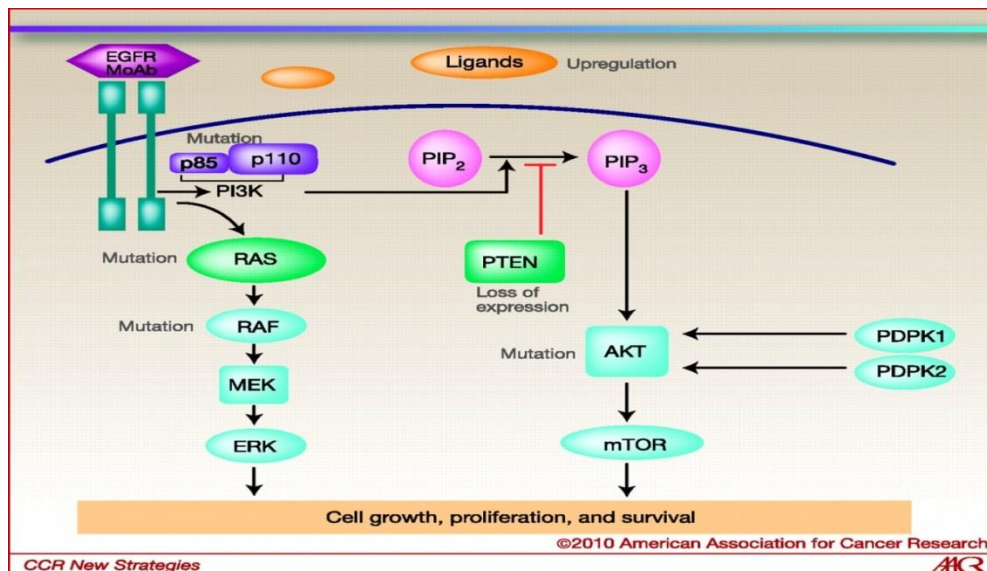 EGFR
MoAb
Ligands
Upregulation
Mutation
p85
p110
PI3K
PIP2
PIP3
Mutation
RAS
PTEN
Loss of
expression
Mutation
RAF
Mutation
AKT
PDPK1
PDPK2
MEK
ERK
mTOR
Cell growth, proliferation, and survival
©2010 American Association for Cancer Research
CCR New Strategies
AACR